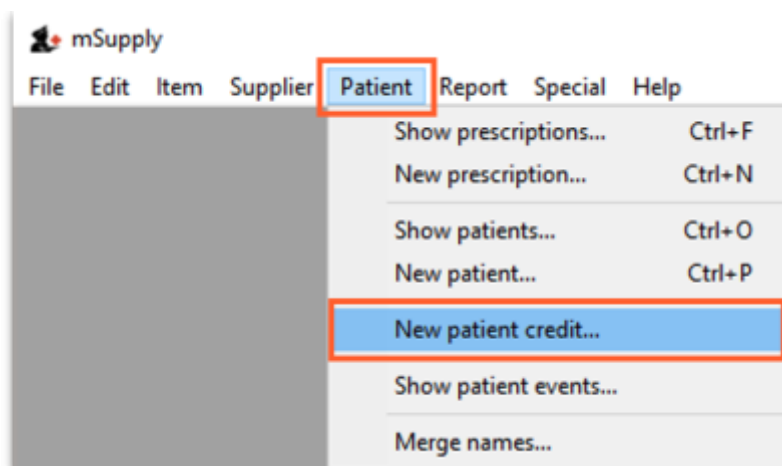 mSupply
File Edit Item Supplier Patient Report Special Help
Show prescriptions... Ctrl+F
New prescription... Ctrl+N
Show patients... Ctrl+O
New patient... Ctrl+P
New patient credit...
Show patient events...
Merge names...